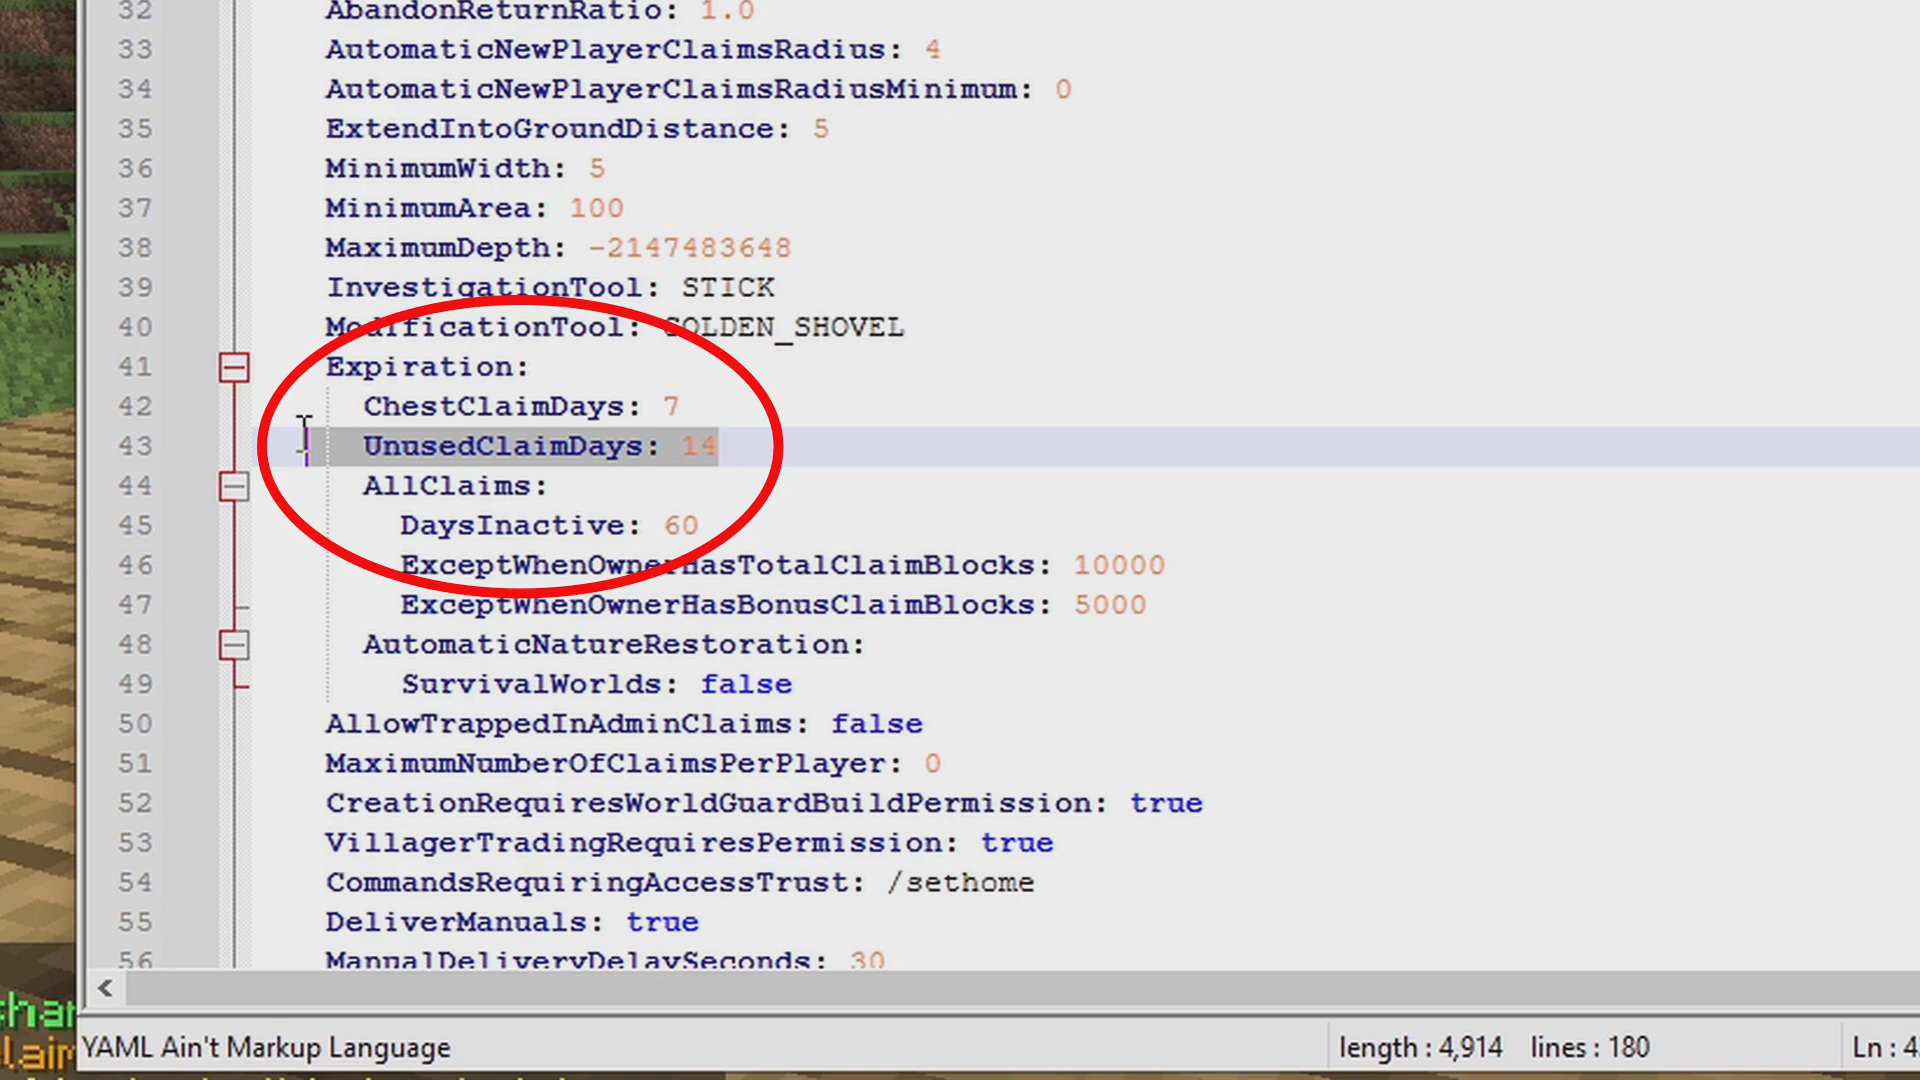 32 AbandonReturnRatio: 1.0
33 AutomaticNewPlayerClaimsRadius: 4
34 AutomaticNewPlayerClaimsRadiusMinimum: 0
35 ExtendIntoGroundDistance: 5
36 MinimumWidth: 5
37 MinimumArea: 100
38 MaximumDepth: -2147483648
39 InvestigationTool: STICK
40 ModificationTool: GOLDEN_SHOVEL
41 Expiration:
42 ChestClaimDays: 7
43 UnusedClaimDays: 14
44 AllClaims:
45 DaysInactive: 60
46 ExceptWhenOwnerHasTotalClaimBlocks: 10000
47 ExceptWhenOwnerHasBonusClaimBlocks: 5000
48 AutomaticNatureRestoration:
49 SurvivalWorlds: false
50 AllowTrappedInAdminClaims: false
51 MaximumNumberOfClaimsPerPlayer: 0
52 CreationRequiresWorldGuardBuildPermission: true
53 VillagerTradingRequiresPermission: true
54 CommandsRequiringAccessTrust: /sethome
55 DeliverManuals: true
56 ManualDeliveryDelaySeconds: 30
YAML Ain't Markup Language length : 4,914 lines : 180 Ln : 4